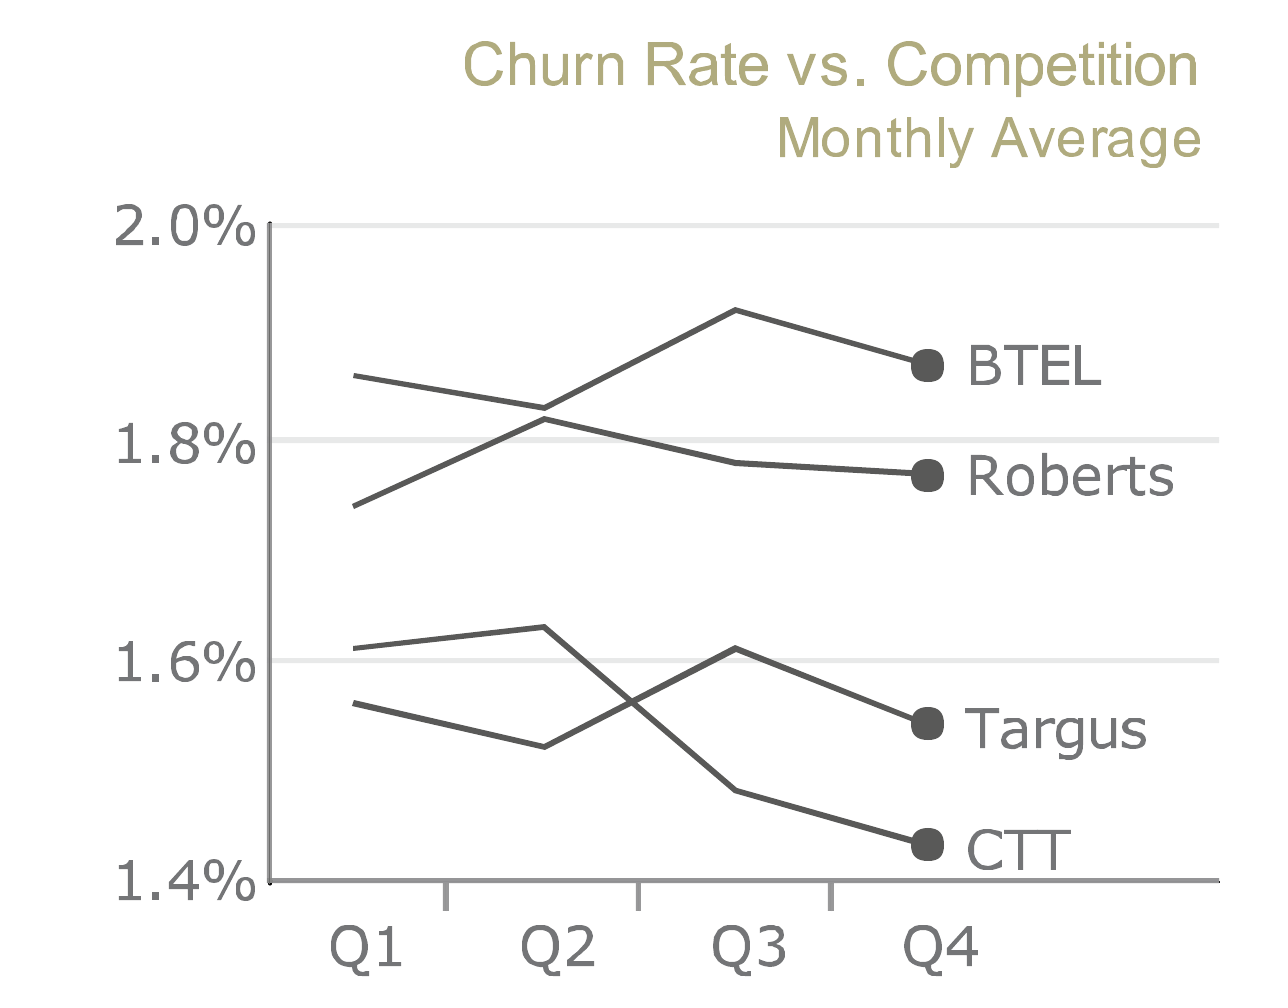 Churn Rate vs. Competition
Monthly Average
2.0%
BTEL
1.8%
Roberts
1.6%
Targus
CTT
1.4%
Q1 Q2 Q3 Q4